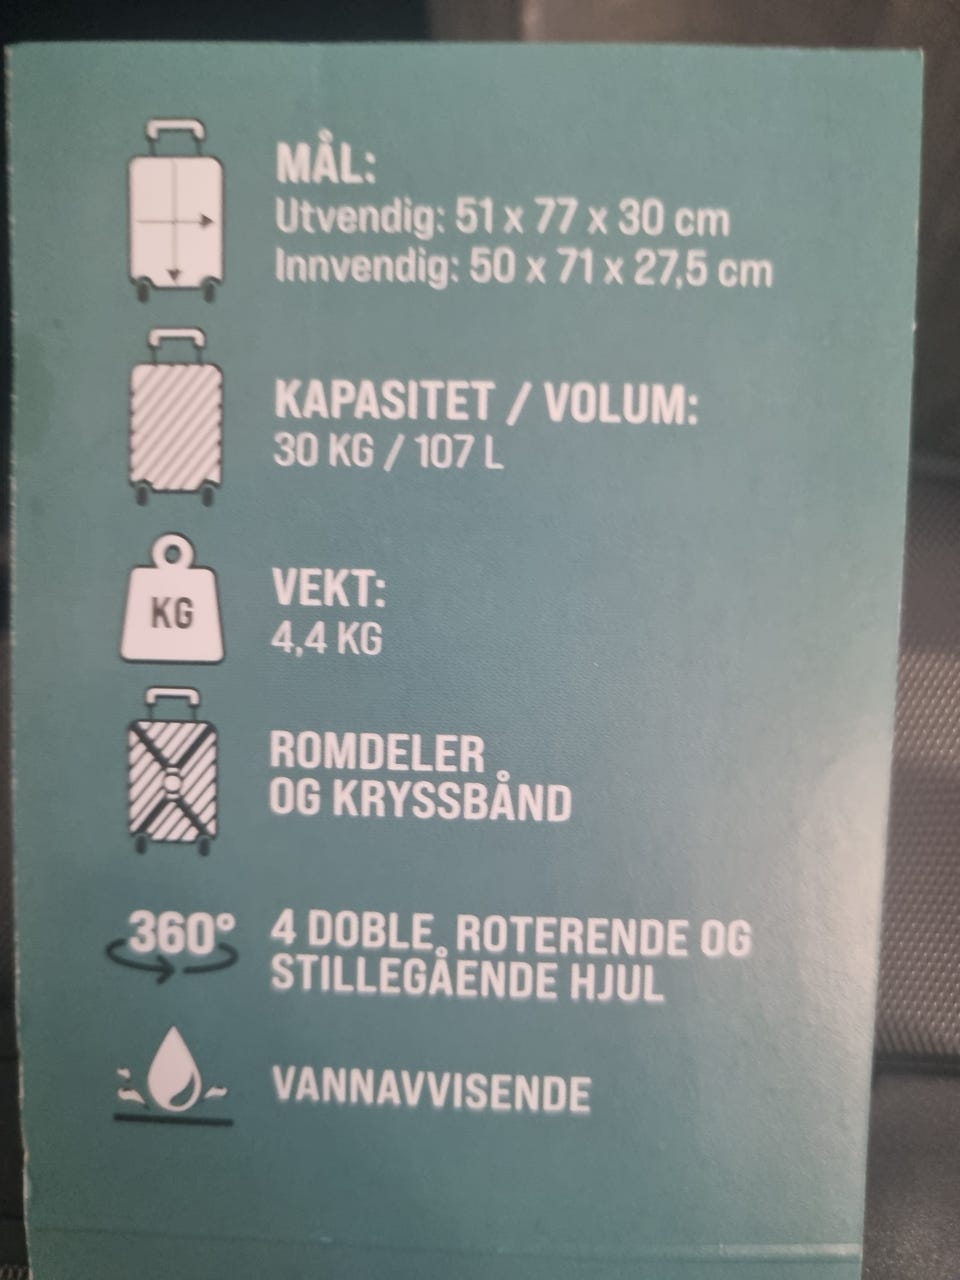 MÅL:
Utvendig: 51 x 77 x 30 cm
Innvendig: 50 x 71 x 27,5 cm
KAPASITET / VOLUM:
30 KG / 107 L
KG
VEKT:
4,4 KG
ROMDELER
OG KRYSSBÅND
360°
4 DOBLE, ROTERENDE OG
STILLEGÅENDE HJUL
VANNAVVISENDE